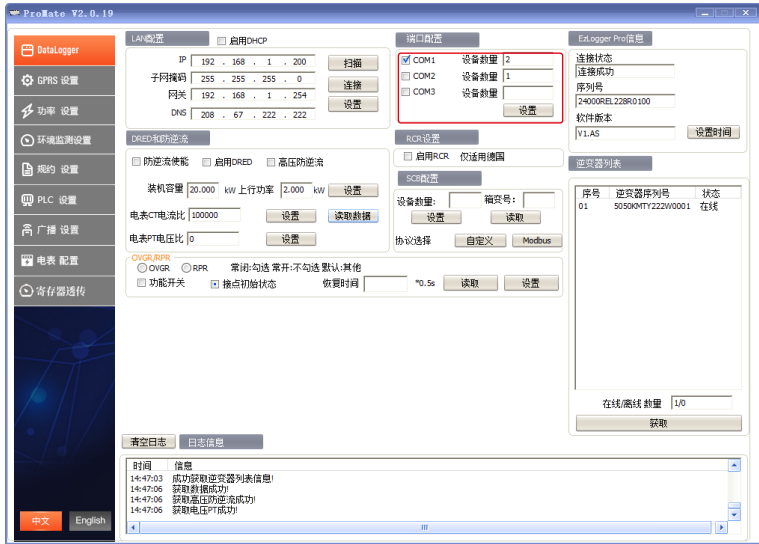 ProMate V2.0.19
DataLogger
GPRS 设置
功率 设置
环境监测设置
规约 设置
PLC 设置
广播 设置
电表 配置
寄存器透传
中文 English
LAN配置 启用DHCP
IP 192 . 168 . 1 . 200 扫描
子网掩码 255 . 255 . 255 . 0
连接
网关 192 . 168 . 1 . 254
设置
DNS 208 . 67 . 222 . 222
端口配置
COM1 设备数量 2
COM2 设备数量 1
COM3 设备数量
设置
EzLogger Pro信息
连接状态
连接成功
序列号
24000REL228R0100
软件版本
V1.AS 设置时间
DRED和防逆流
防逆流使能 启用DRED 高压防逆流
装机容量 20.000 kW 上行功率 2.000 kW 设置
电表CT电流比 100000 设置 读取数据
电表PT电压比 0 设置
RCR设置
启用RCR 仅适用德国
SCB配置
设备数量: 箱变号:
设置 读取
协议选择 自定义 Modbus
OVGR/RPR
OVGR RPR 常闭:勾选 常开:不勾选 默认:其他
功能开关 接点初始状态 恢复时间 *0.5s 读取 设置
逆变器列表
序号 逆变器序列号 状态
01 5050KMTY222W0001 在线
在线/离线 数量 1/0
获取
清空日志 日志信息
时间 信息
14:47:03 成功获取逆变器列表信息!
14:47:06 获取数据成功!
14:47:06 获取高压防逆流成功!
14:47:06 获取电压PT成功!